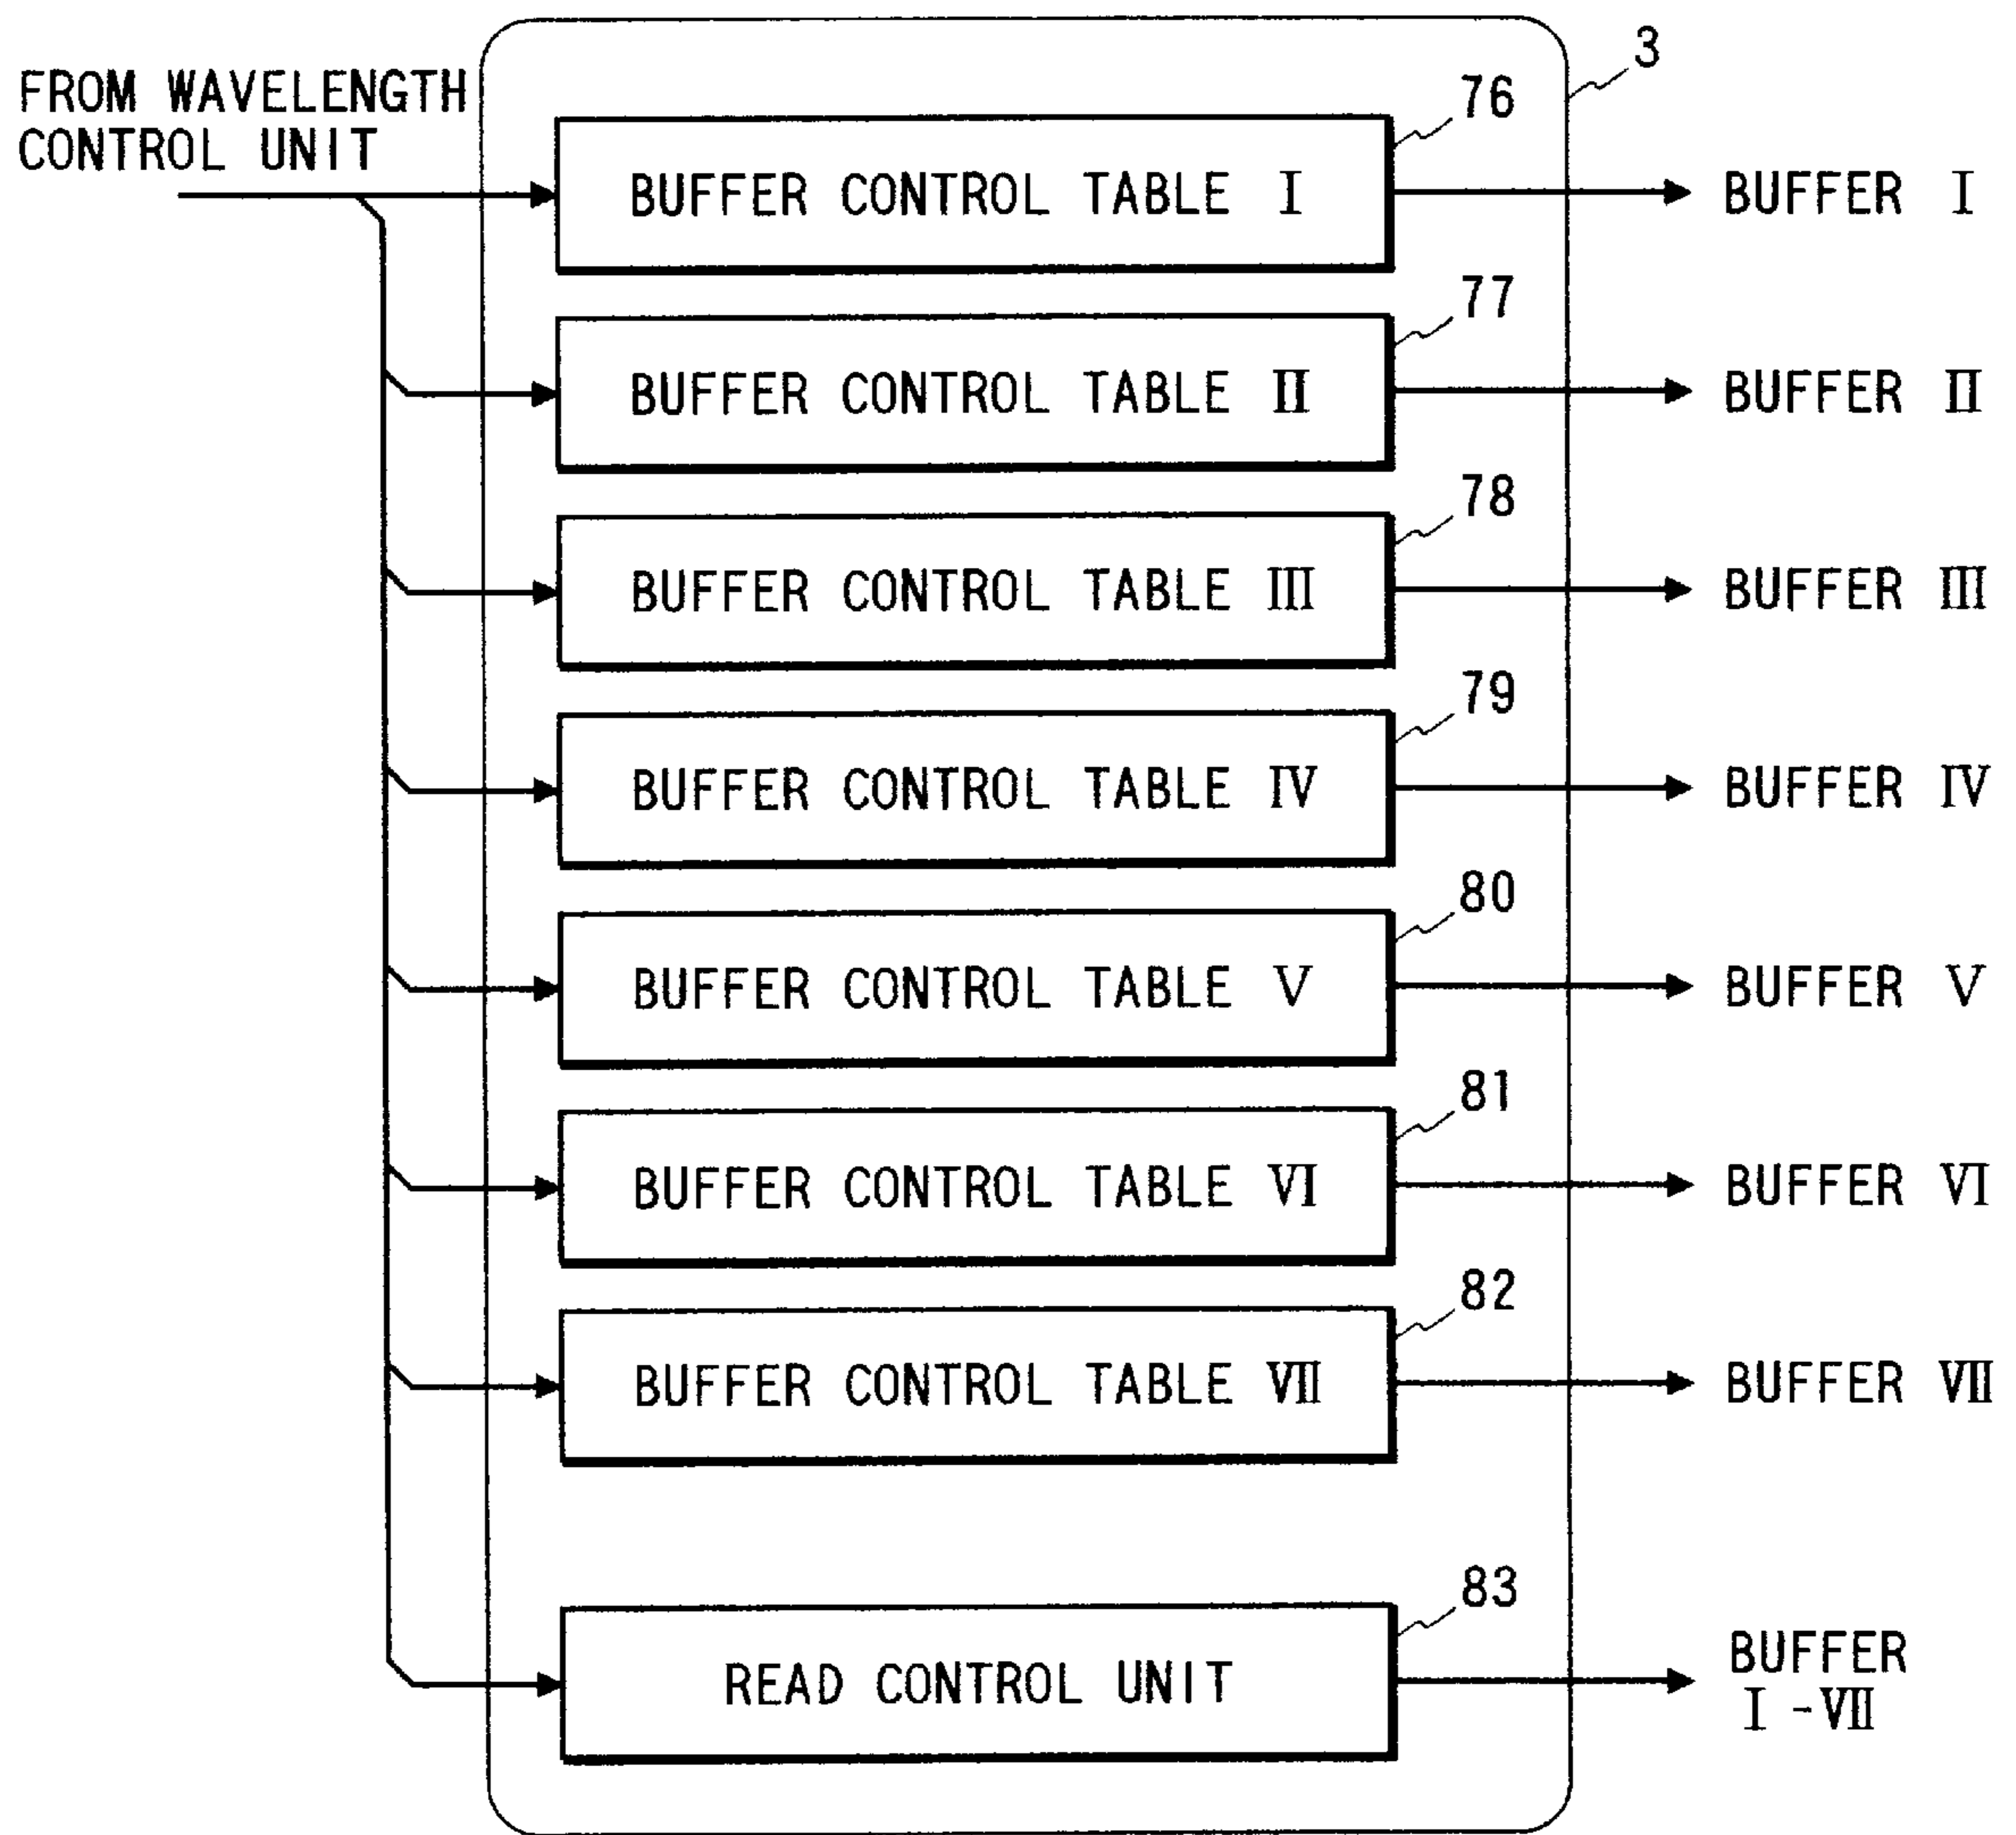 3
FROM WAVELENGTH
CONTROL UNIT
76
BUFFER CONTROL TABLE I
BUFFER I
77
BUFFER CONTROL TABLE II
BUFFER II
78
BUFFER CONTROL TABLE III
BUFFER III
79
BUFFER CONTROL TABLE IV
BUFFER IV
80
BUFFER CONTROL TABLE V
BUFFER V
81
BUFFER CONTROL TABLE VI
BUFFER VI
82
BUFFER CONTROL TABLE VII
BUFFER VII
83
READ CONTROL UNIT
BUFFER
I-VII